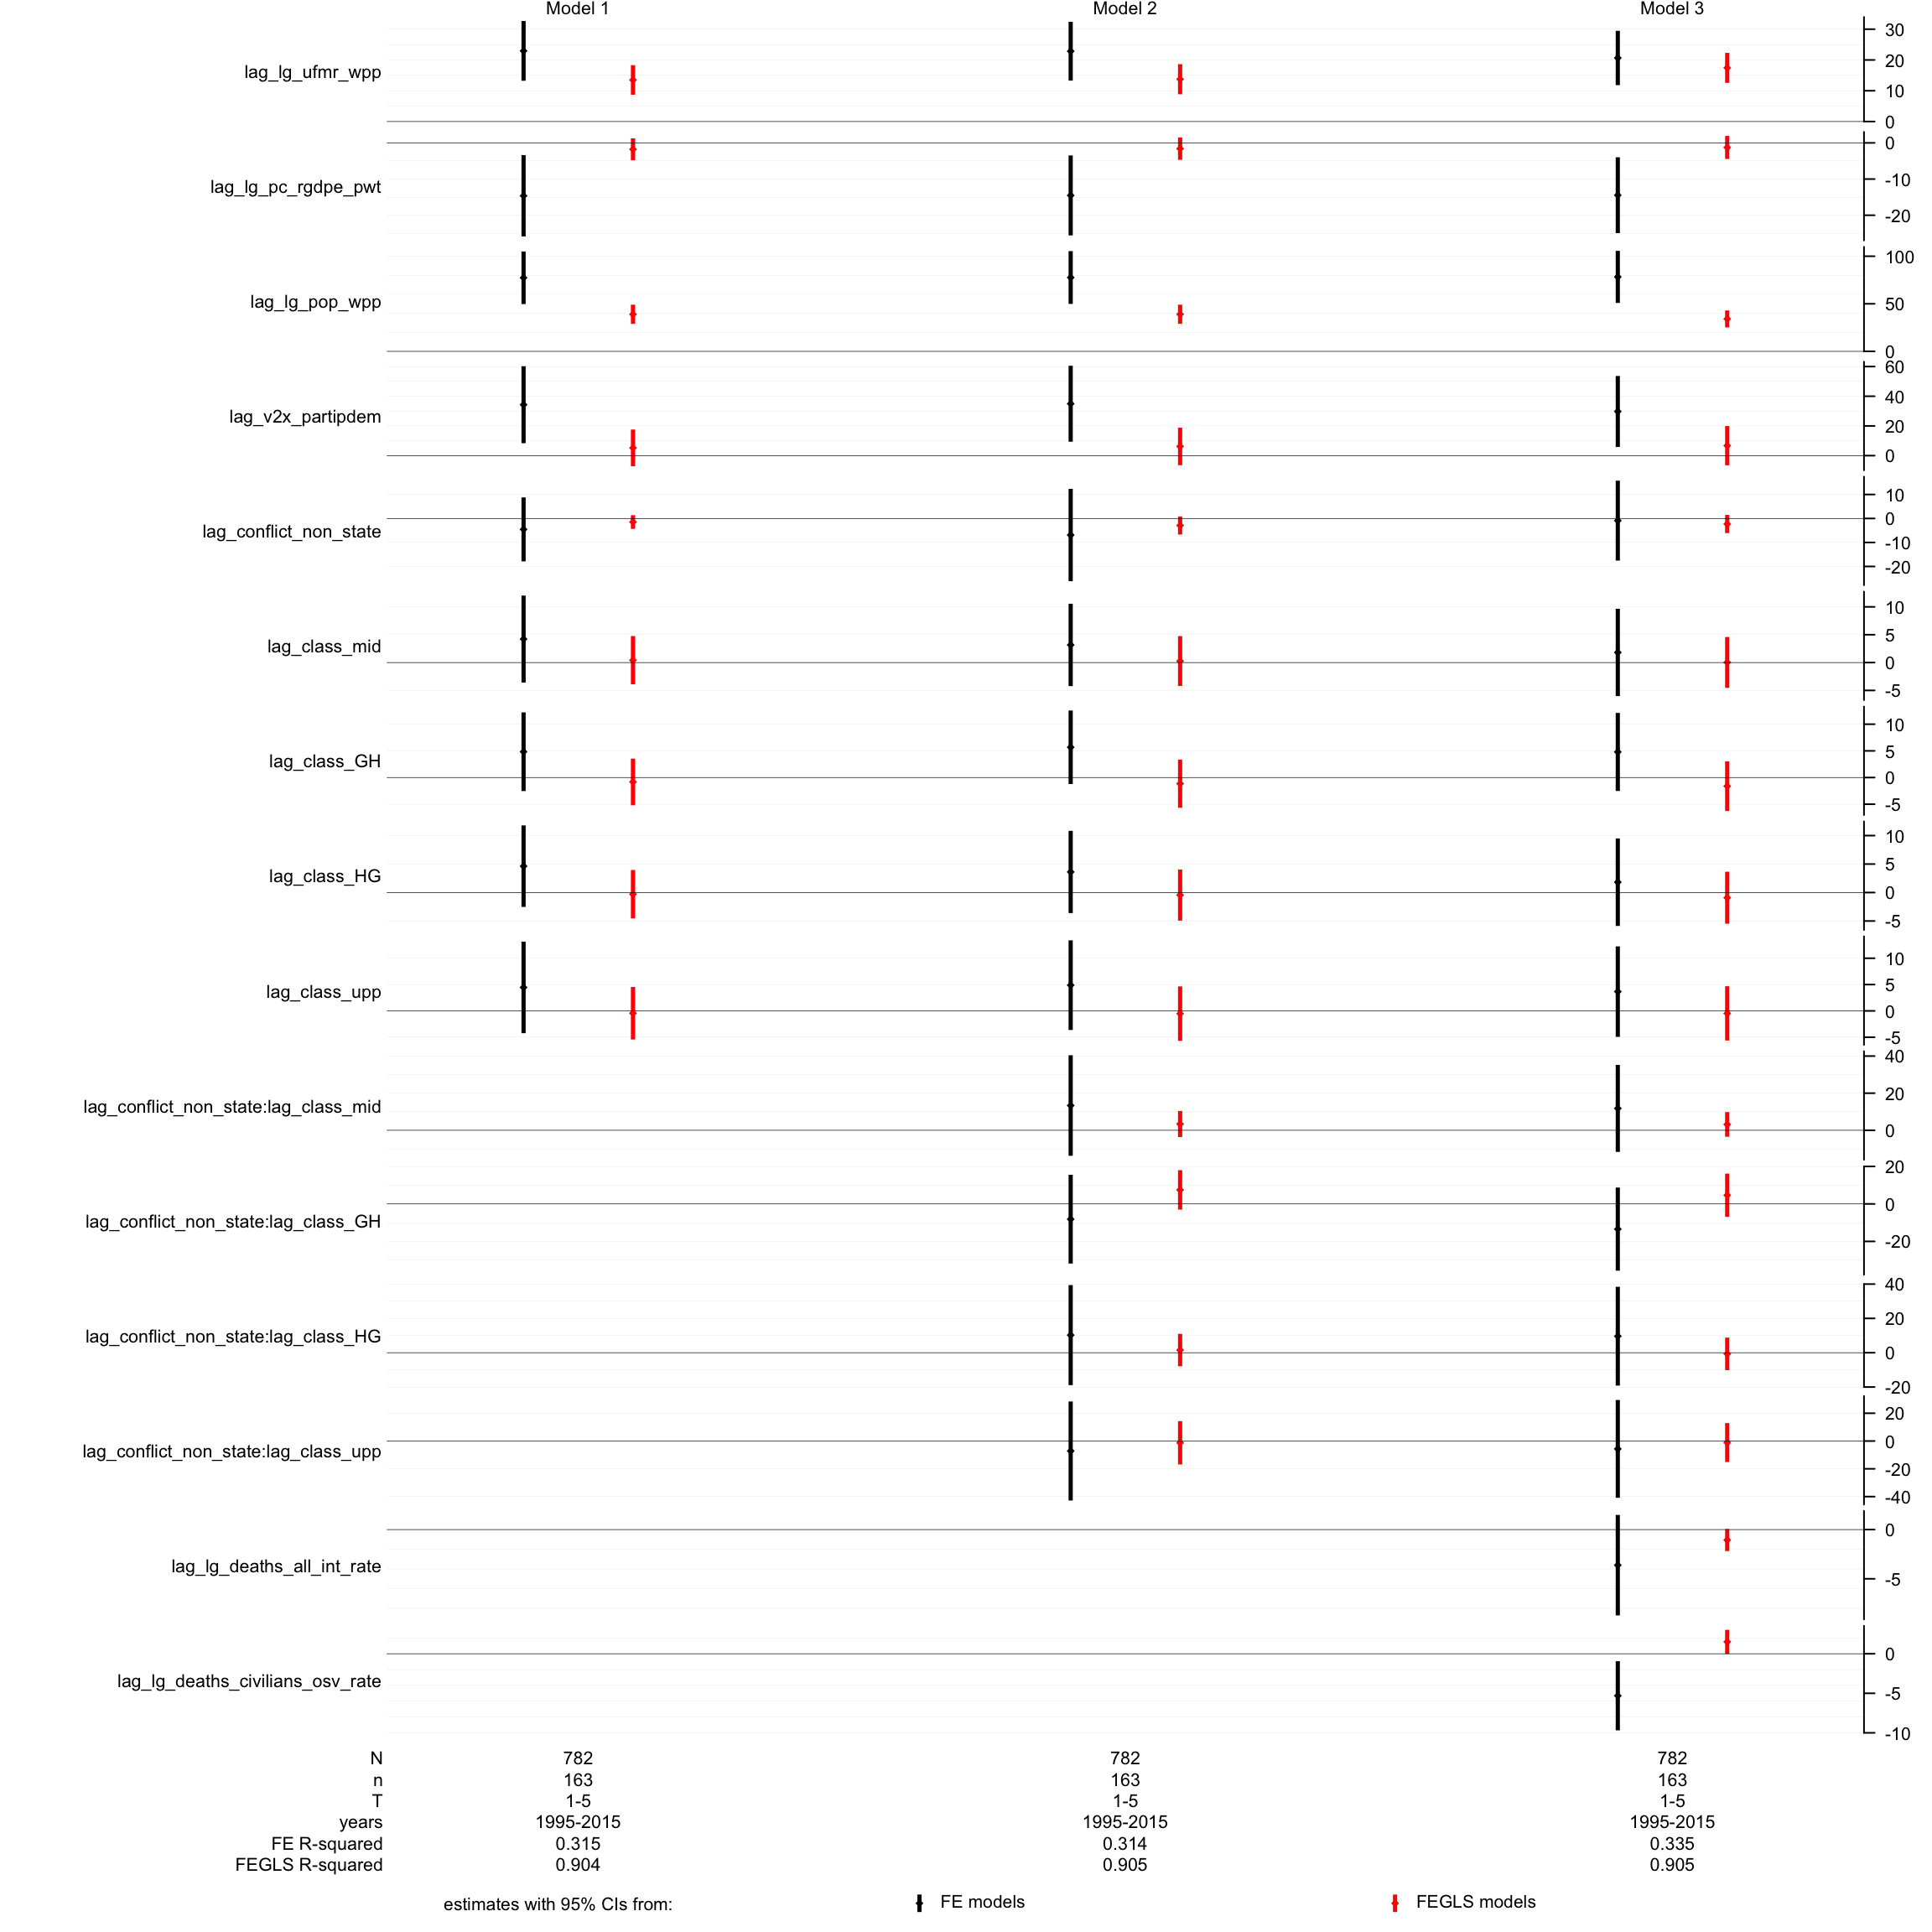 Model 1 Model 2 Model 3
lag_lg_ufmr_wpp
30
20
10
0
lag_lg_pc_rgdpe_pwt
0
-10
-20
lag_lg_pop_wpp
100
50
0
lag_v2x_partipdem
60
40
20
0
lag_conflict_non_state
10
0
-10
-20
lag_class_mid
10
5
0
-5
lag_class_GH
10
5
0
-5
lag_class_HG
10
5
0
-5
lag_class_upp
10
5
0
-5
lag_conflict_non_state:lag_class_mid
40
20
0
lag_conflict_non_state:lag_class_GH
20
0
-20
lag_conflict_non_state:lag_class_HG
40
20
0
-20
lag_conflict_non_state:lag_class_upp
20
0
-20
-40
lag_lg_deaths_all_int_rate
0
-5
lag_lg_deaths_civilians_osv_rate
0
-5
-10
N 782 782 782
n 163 163 163
T 1-5 1-5 1-5
years 1995-2015 1995-2015 1995-2015
FE R-squared 0.315 0.314 0.335
FEGLS R-squared 0.904 0.905 0.905
estimates with 95% CIs from: FE models FEGLS models